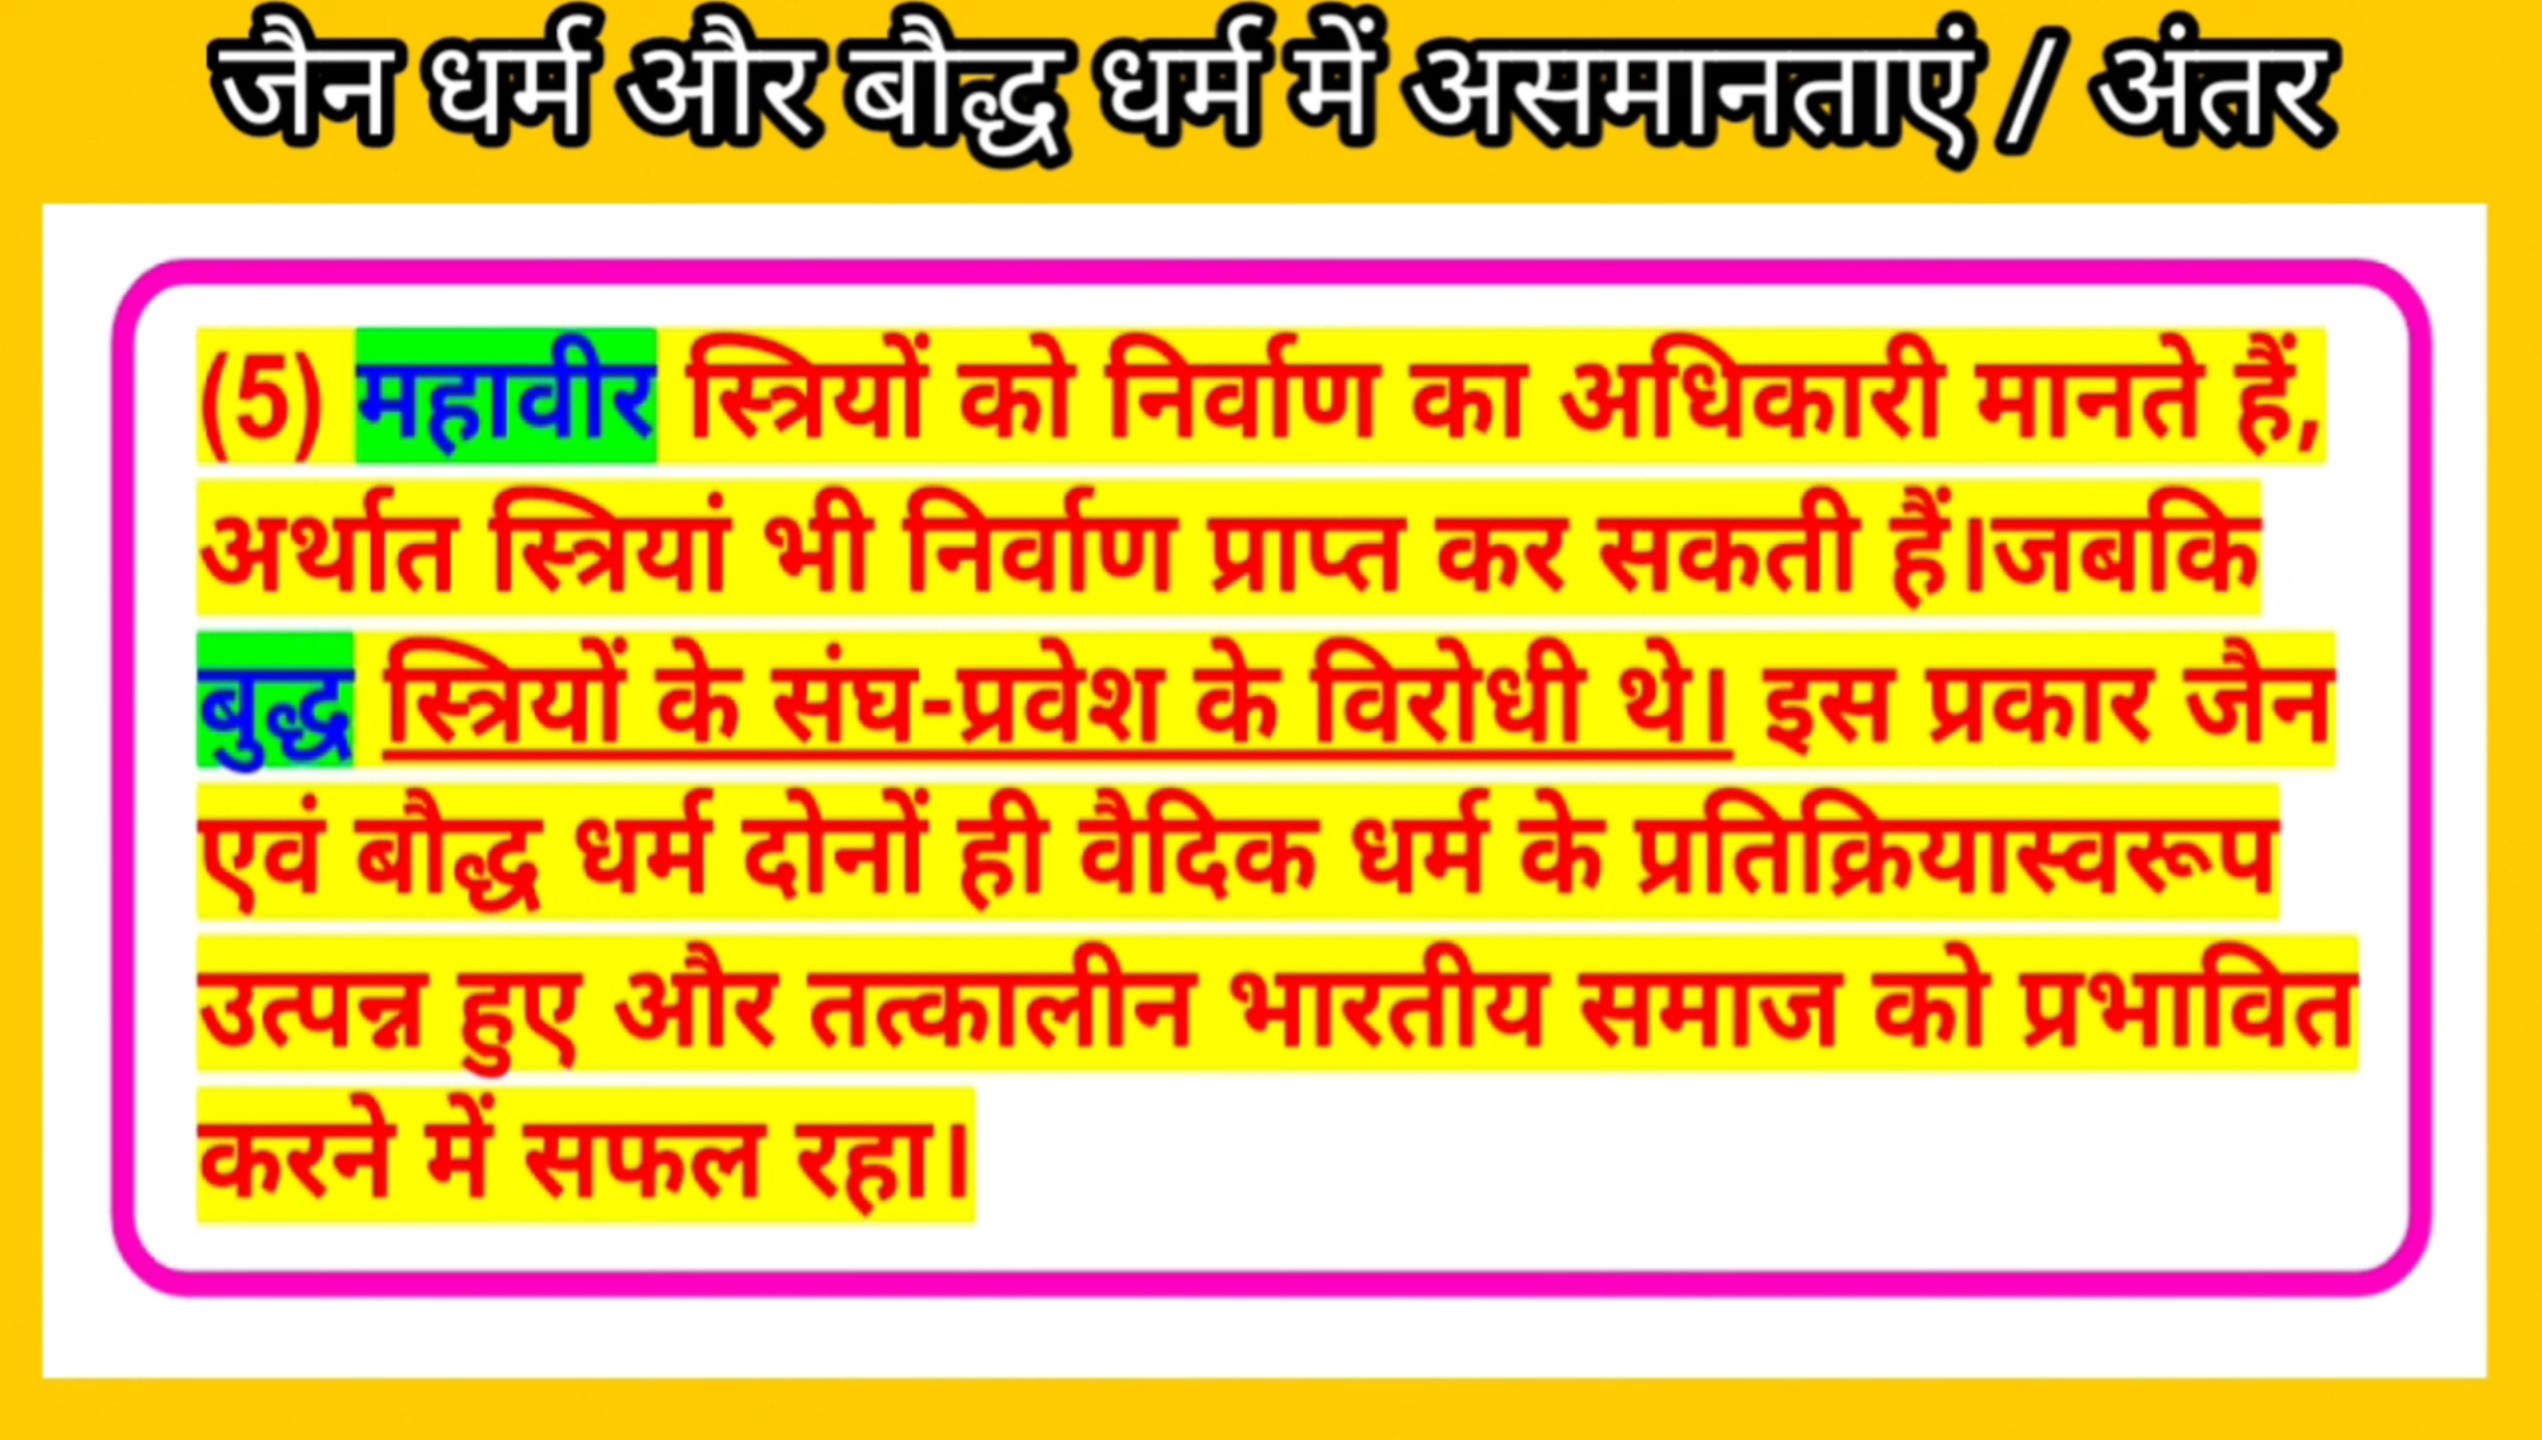 जैन धर्म और बौद्ध धर्म में असमानताएं / अंतर
(5) महावीर स्त्रियों को निर्वाण का अधिकारी मानते हैं,
अर्थात स्त्रियां भी निर्वाण प्राप्त कर सकती हैं।जबकि
बुद्ध स्त्रियों के संघ-प्रवेश के विरोधी थे। इस प्रकार जैन
एवं बौद्ध धर्म दोनों ही वैदिक धर्म के प्रतिक्रियास्वरूप
उत्पन्न हुए और तत्कालीन भारतीय समाज को प्रभावित
करने में सफल रहा।